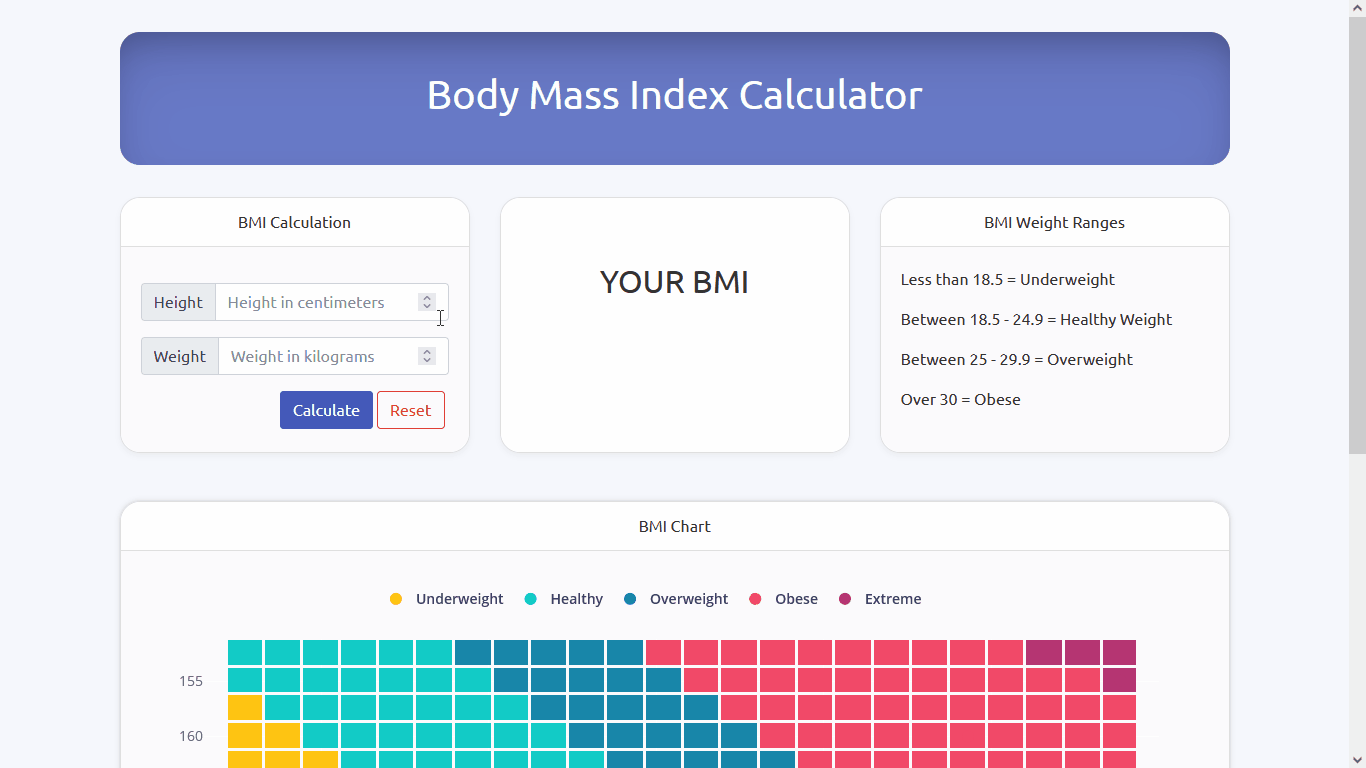 Body Mass Index Calculator
BMI Calculation
Height Height in centimeters
Weight Weight in kilograms
Calculate Reset
YOUR BMI
BMI Weight Ranges
Less than 18.5 = Underweight
Between 18.5 - 24.9 = Healthy Weight
Between 25 - 29.9 = Overweight
Over 30 = Obese
BMI Chart
Underweight Healthy Overweight Obese Extreme
155
160